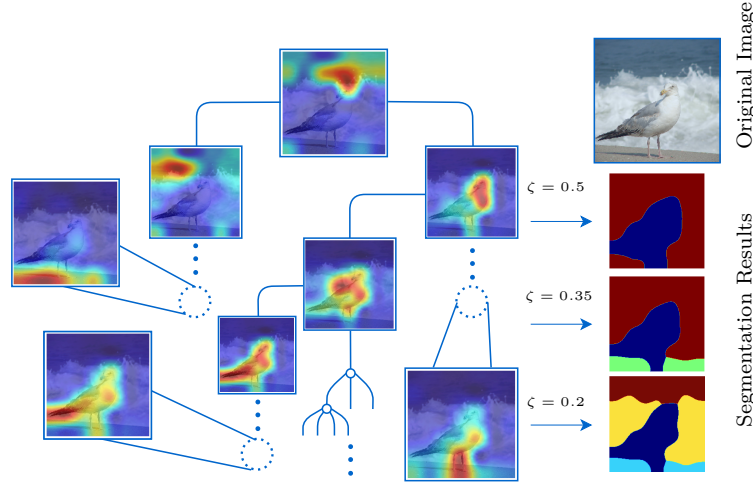 Original Image
ζ = 0.5
ζ = 0.35
ζ = 0.2
Segmentation Results